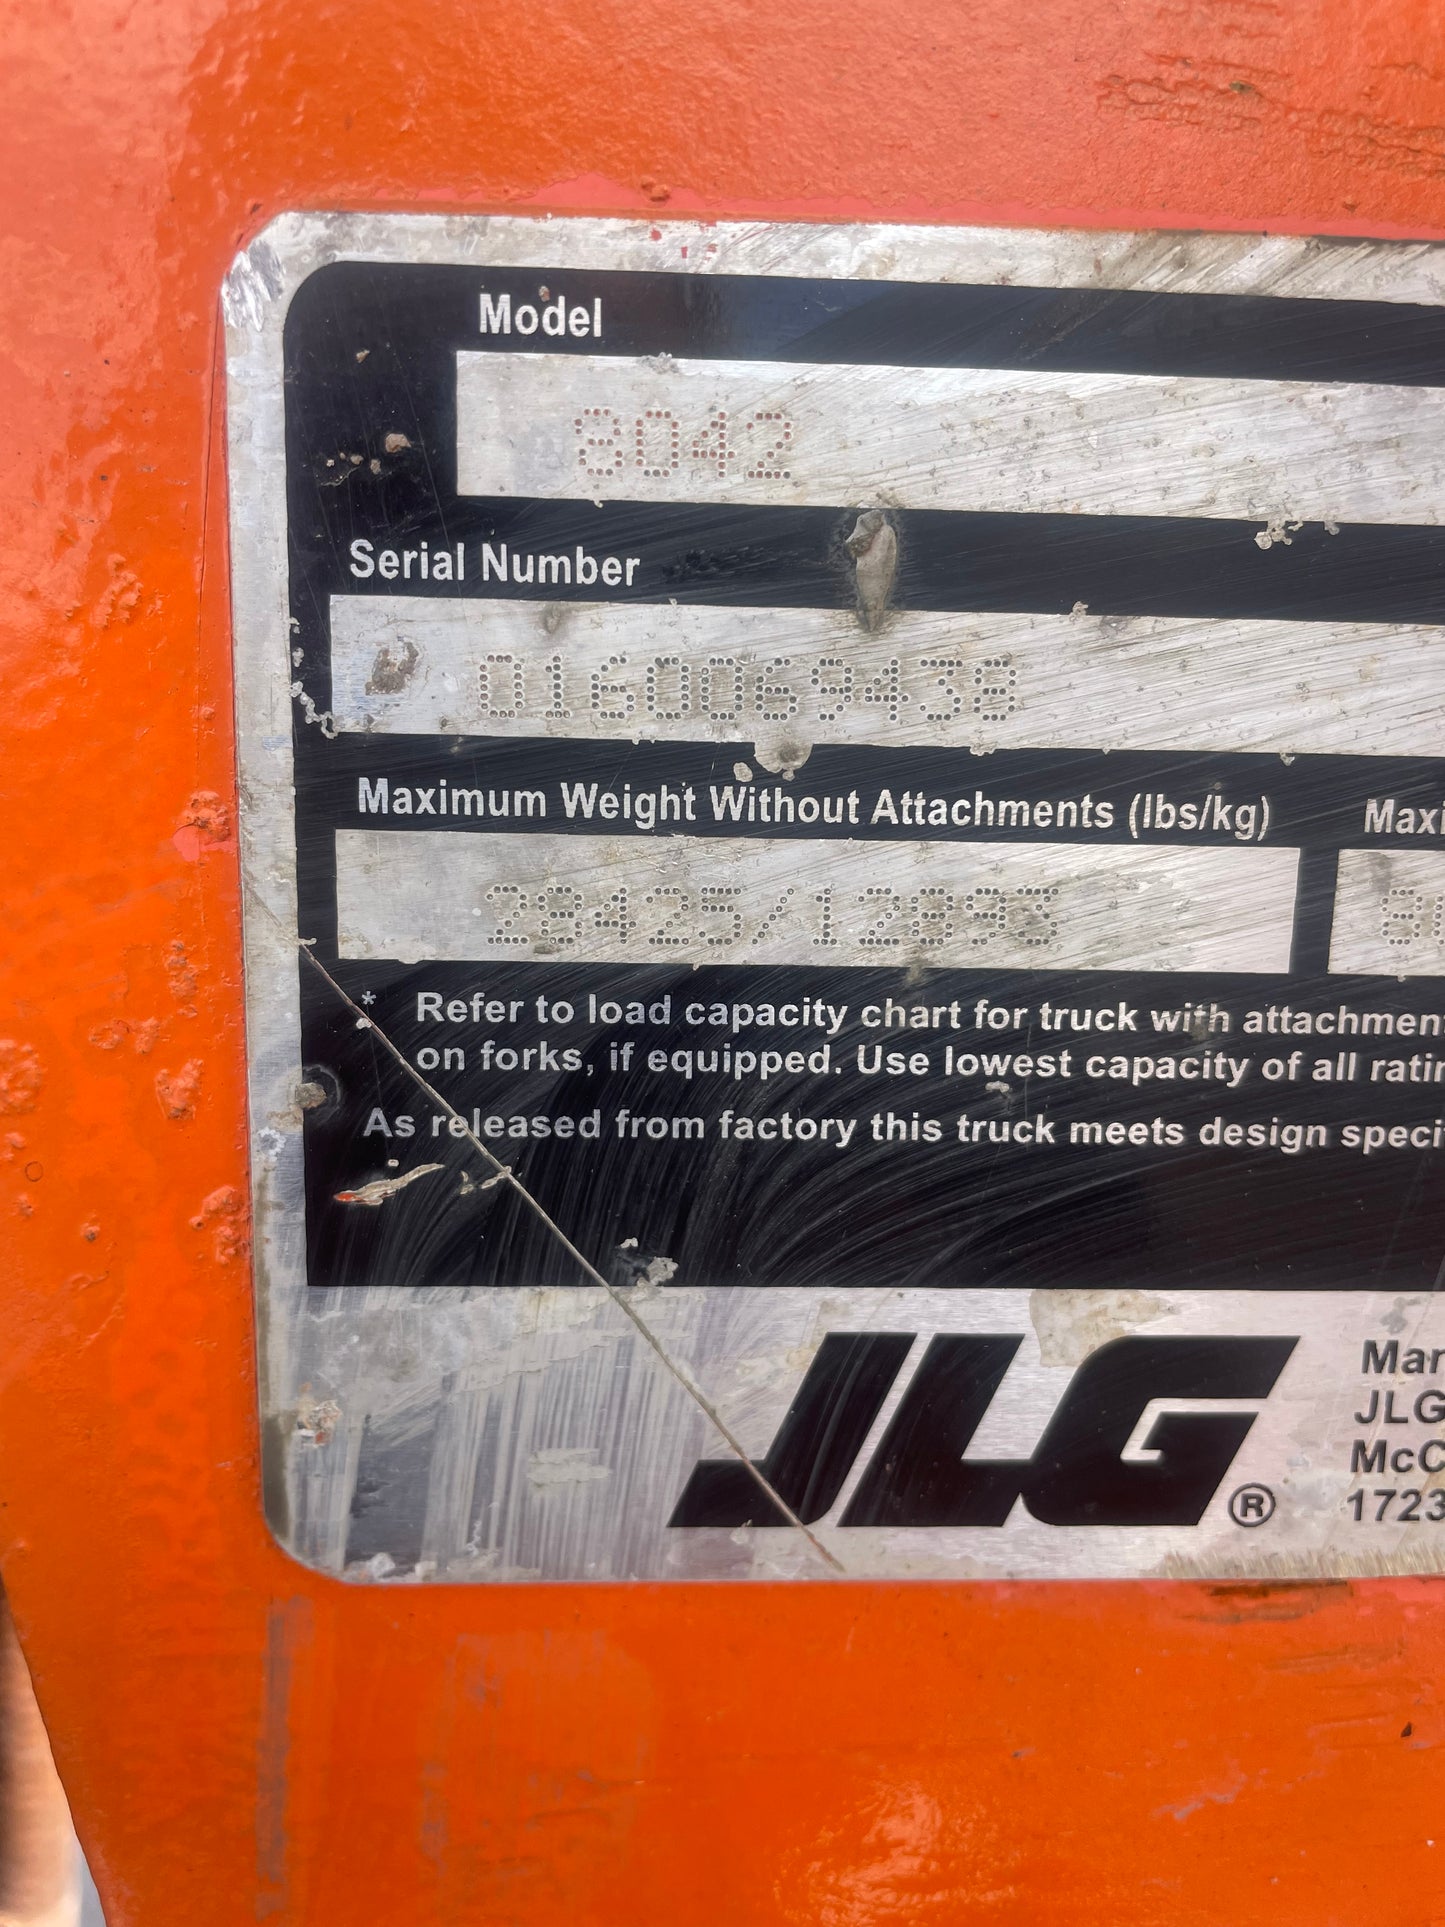 Model
8042
Serial Number
0160069438
Maximum Weight Without Attachments (lbs/kg) Maxi
28425/12893
* Refer to load capacity chart for truck with attachment
on forks, if equipped. Use lowest capacity of all ratin
As released from factory this truck meets design speci
JLG®
Man
JLG
McC
1723